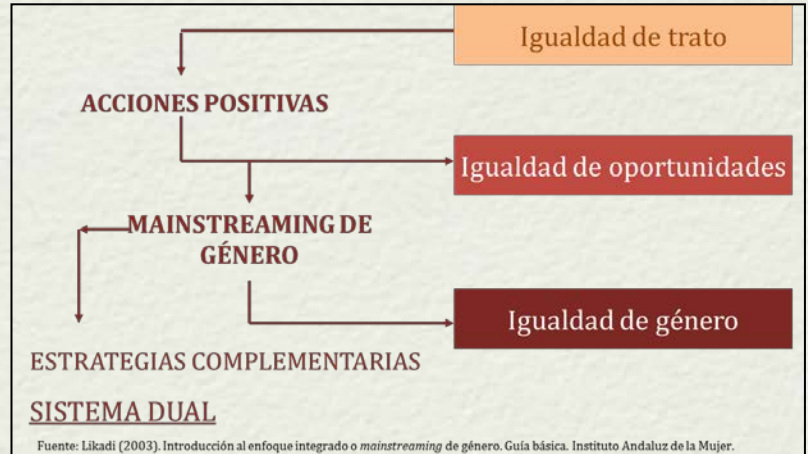 Igualdad de trato
ACCIONES POSITIVAS
Igualdad de oportunidades
MAINSTREAMING DE
GÉNERO
Igualdad de género
ESTRATEGIAS COMPLEMENTARIAS
SISTEMA DUAL
Fuente: Likadi (2003). Introducción al enfoque integrado o mainstreaming de género. Guía básica. Instituto Andaluz de la Mujer.